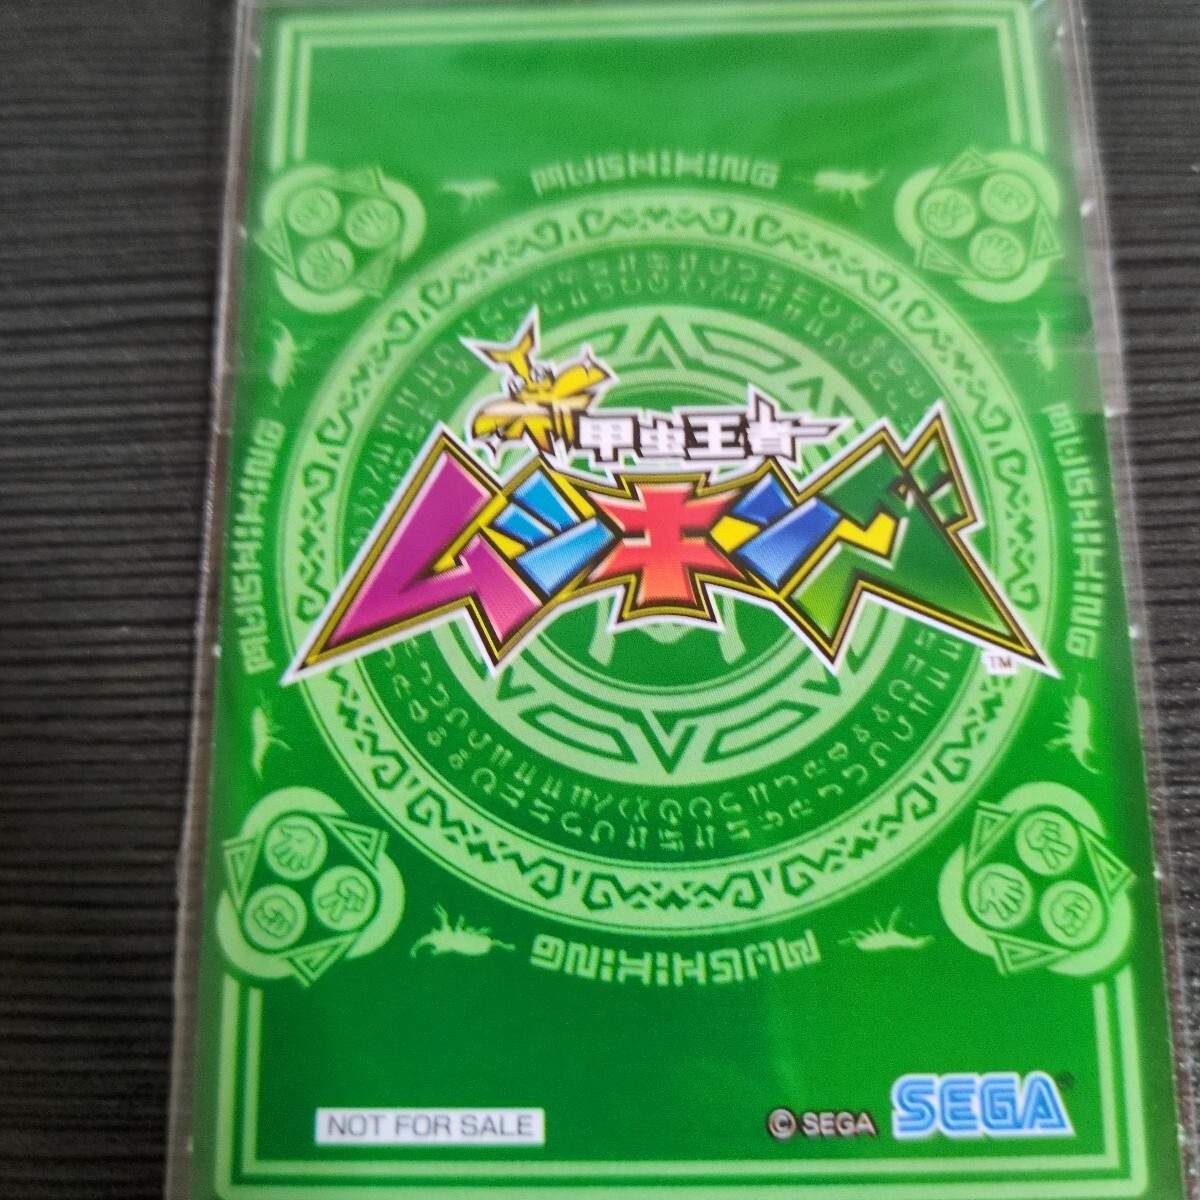 MUSHIKING
新甲虫王者
ムシキング
TM
MUSHIKING
MUSHIKING
MUSHIKING
NOT FOR SALE
© SEGA
SEGA®